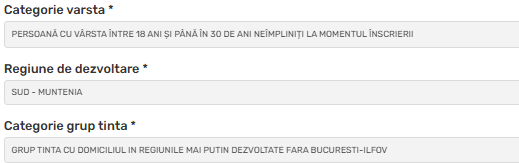 Categorie varsta *
PERSOANĂ CU VÂRSTA ÎNTRE 18 ANI ȘI PÂNĂ ÎN 30 DE ANI NEÎMPLINIȚI LA MOMENTUL ÎNSCRIERII
Regiune de dezvoltare *
SUD - MUNTENIA
Categorie grup tinta *
GRUP TINTA CU DOMICILIUL IN REGIUNILE MAI PUTIN DEZVOLTATE FARA BUCURESTI-ILFOV